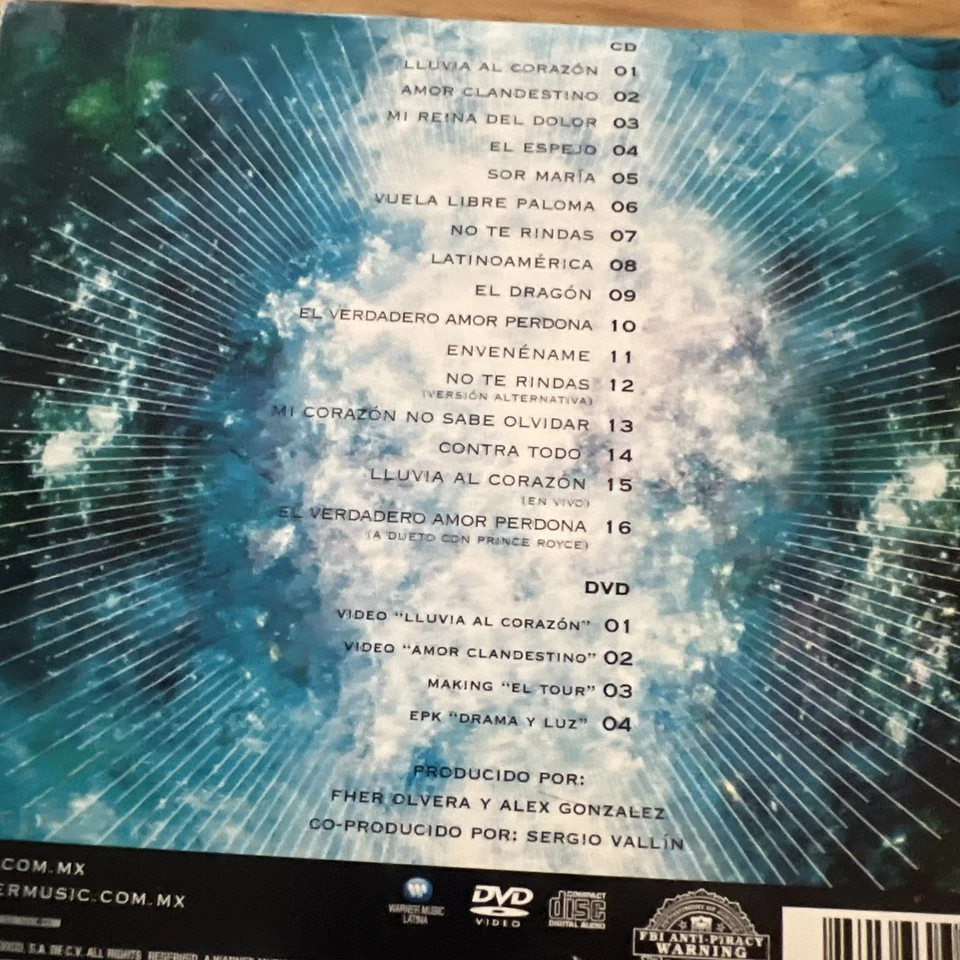 CD
LLUVIA AL CORAZÓN 01
AMOR CLANDESTINO 02
MI REINA DEL DOLOR 03
EL ESPEJO 04
SOR MARÍA 05
VUELA LIBRE PALOMA 06
NO TE RINDAS 07
LATINOAMÉRICA 08
EL DRAGÓN 09
EL VERDADERO AMOR PERDONA 10
ENVENÉNAME 11
NO TE RINDAS 12
(VERSIÓN ALTERNATIVA)
MI CORAZÓN NO SABE OLVIDAR 13
CONTRA TODO 14
LLUVIA AL CORAZÓN 15
(EN VIVO)
EL VERDADERO AMOR PERDONA 16
(A DUETO CON PRINCE ROYCE)
DVD
VIDEO “LLUVIA AL CORAZÓN” 01
VIDEO “AMOR CLANDESTINO” 02
MAKING “EL TOUR” 03
EPK “DRAMA Y LUZ” 04
PRODUCIDO POR:
FHER OLVERA Y ALEX GONZALEZ
CO-PRODUCIDO POR: SERGIO VALLÍN
.COM.MX
ERMUSIC.COM.MX
WARNER MUSIC
LATINA
DVD
VIDEO
COMPACT
disc
DIGITAL AUDIO
FBI ANTI-PIRACY
WARNING
S.A. DE C.V. ALL RIGHTS RESERVED. A WARNER